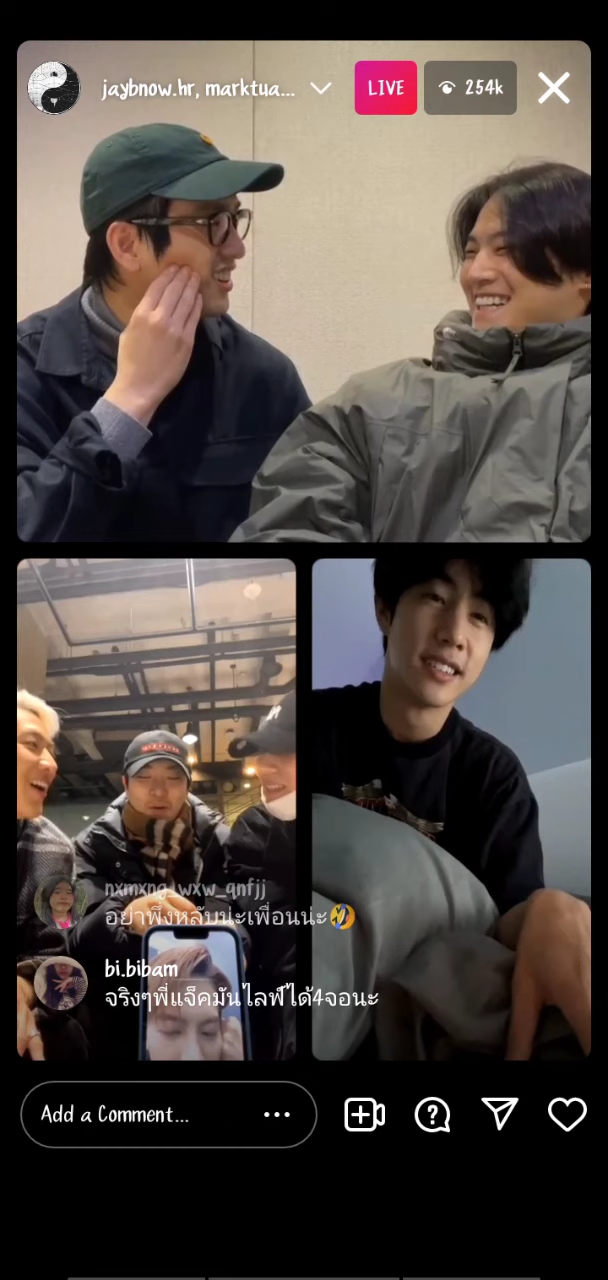 jaybnow.hr, marktua...
LIVE
254k
nxmxng_wxw_qnfjj
อย่าพึ่งหลับน่ะเพื่อนน่ะ🤣
bi.bibam
จริงๆพี่แจ็คมันไลฟ์ได้4จอนะ
Add a Comment...